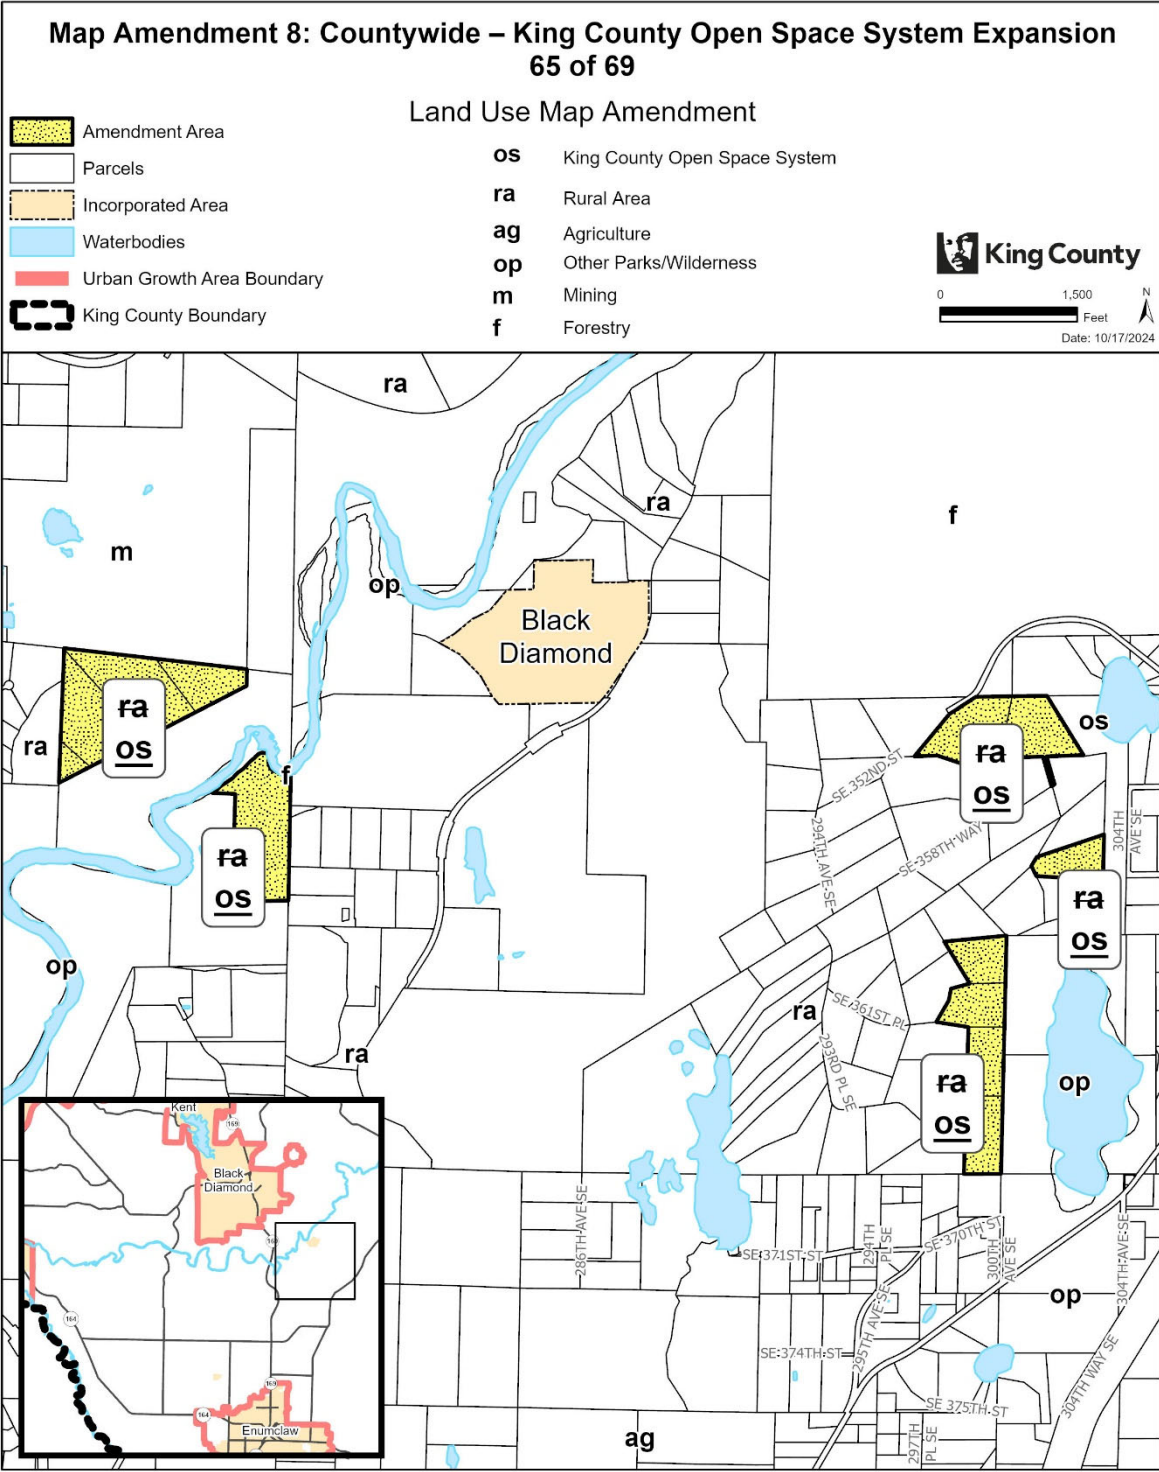 Map Amendment 8: Countywide – King County Open Space System Expansion
65 of 69
Land Use Map Amendment
Amendment Area
Parcels
Incorporated Area
Waterbodies
Urban Growth Area Boundary
King County Boundary
os King County Open Space System
ra Rural Area
ag Agriculture
op Other Parks/Wilderness
m Mining
f Forestry
King County
0 1,500
Feet
N
Date: 10/17/2024
ra
ra
f
m
op
Black
Diamond
ra
os
ra
os
ra
os
f
SE 352ND ST
ra
os
294TH AVE SE
SE 358TH WAY
304TH
AVE SE
ra
os
ra
os
op
ra
SE 361ST PL
293RD PL SE
ra
ra
os
op
286TH AVE SE
SE 371ST ST
294TH
PL SE
SE 370TH ST
300TH
AVE SE
304TH AVE SE
op
295TH AVE SE
SE 374TH ST
304TH WAY SE
SE 375TH ST
297TH
PL SE
ag
Kent
169
Black
Diamond
169
164
169
164
Enumclaw